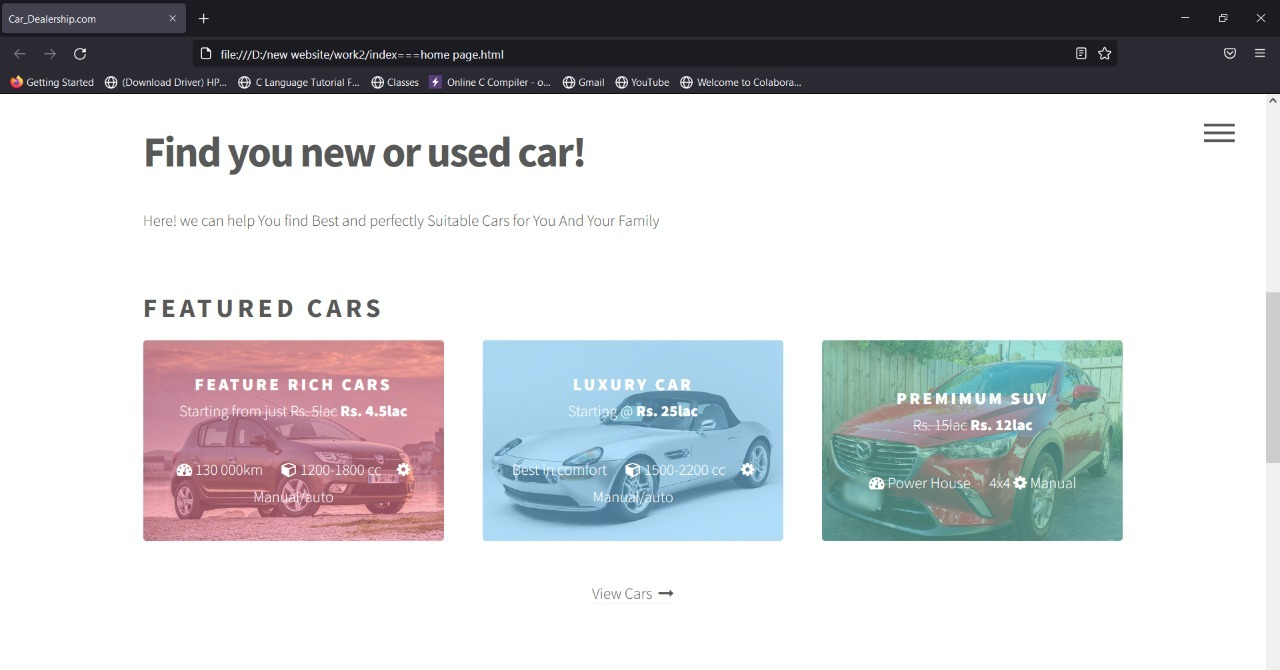 Car_Dealership.com
file:///D:/new website/work2/index===home page.html
Getting Started (Download Driver) HP... C Language Tutorial F... Classes Online C Compiler - o... Gmail YouTube Welcome to Colabora...
Find you new or used car!
Here! we can help You find Best and perfectly Suitable Cars for You And Your Family
FEATURED CARS
FEATURE RICH CARS
Starting from just Rs. 5lac Rs. 4.5lac
130 000km 1200-1800 cc
Manual/auto
LUXURY CAR
Starting @ Rs. 25lac
Best in comfort 1500-2200 cc
Manual/auto
PREMIMUM SUV
Rs. 15lac Rs. 12lac
Power House 4x4 Manual
View Cars